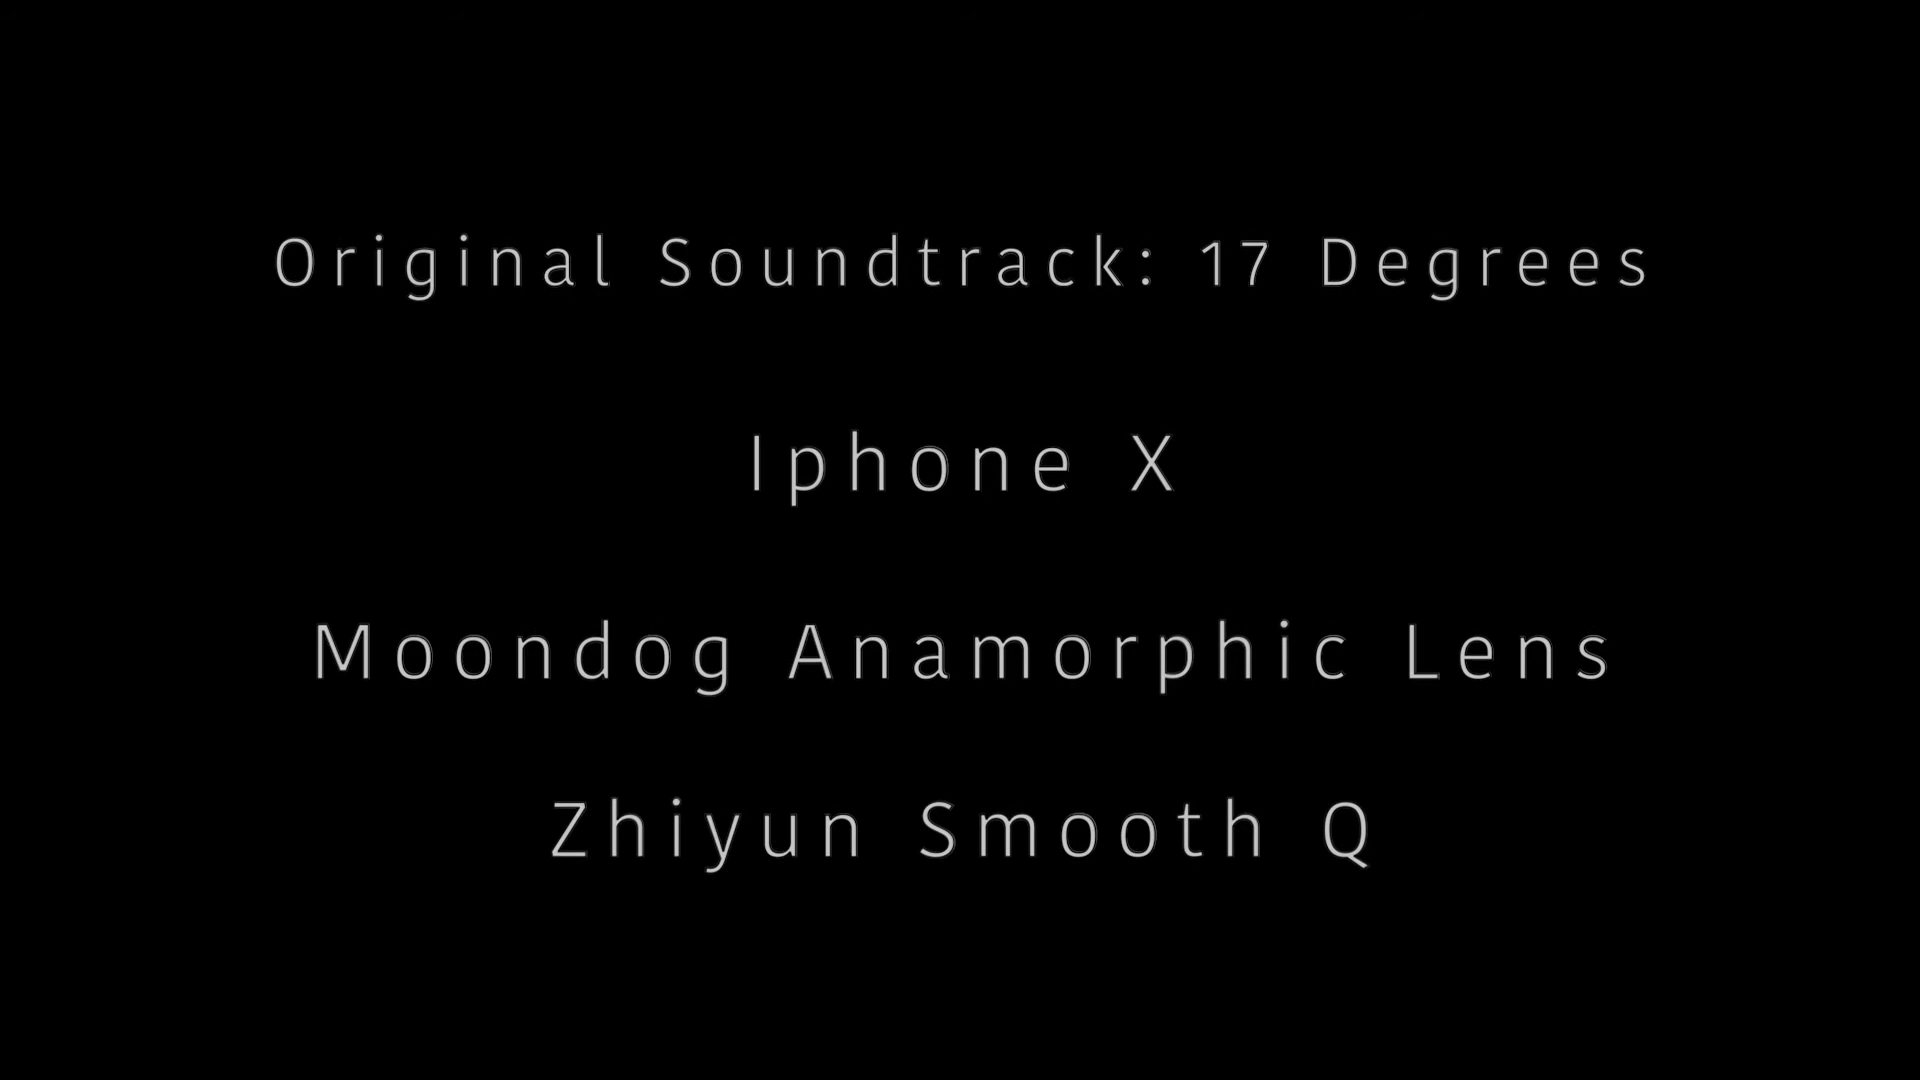 Original Soundtrack: 17 Degrees
Iphone X
Moondog Anamorphic Lens
Zhiyun Smooth Q